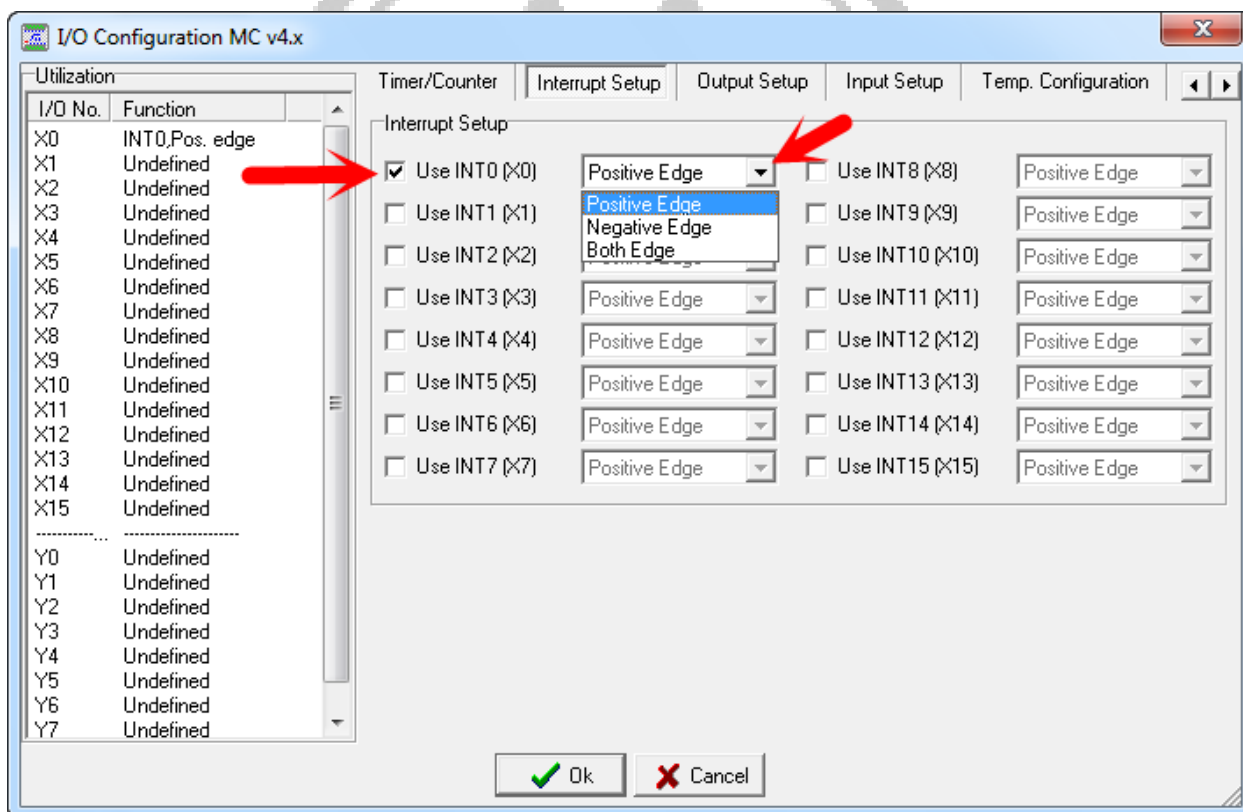 I/O Configuration MC v4.x
Utilization
I/O No. Function
X0 INT0,Pos. edge
X1 Undefined
X2 Undefined
X3 Undefined
X4 Undefined
X5 Undefined
X6 Undefined
X7 Undefined
X8 Undefined
X9 Undefined
X10 Undefined
X11 Undefined
X12 Undefined
X13 Undefined
X14 Undefined
X15 Undefined
-----------... ----------------------
Y0 Undefined
Y1 Undefined
Y2 Undefined
Y3 Undefined
Y4 Undefined
Y5 Undefined
Y6 Undefined
Y7 Undefined
Timer/Counter Interrupt Setup Output Setup Input Setup Temp. Configuration
Interrupt Setup
Use INT0 (X0) Positive Edge Use INT8 (X8) Positive Edge
Positive Edge
Negative Edge
Both Edge
Use INT1 (X1) Use INT9 (X9) Positive Edge
Use INT2 (X2) Use INT10 (X10) Positive Edge
Use INT3 (X3) Positive Edge Use INT11 (X11) Positive Edge
Use INT4 (X4) Positive Edge Use INT12 (X12) Positive Edge
Use INT5 (X5) Positive Edge Use INT13 (X13) Positive Edge
Use INT6 (X6) Positive Edge Use INT14 (X14) Positive Edge
Use INT7 (X7) Positive Edge Use INT15 (X15) Positive Edge
Ok Cancel